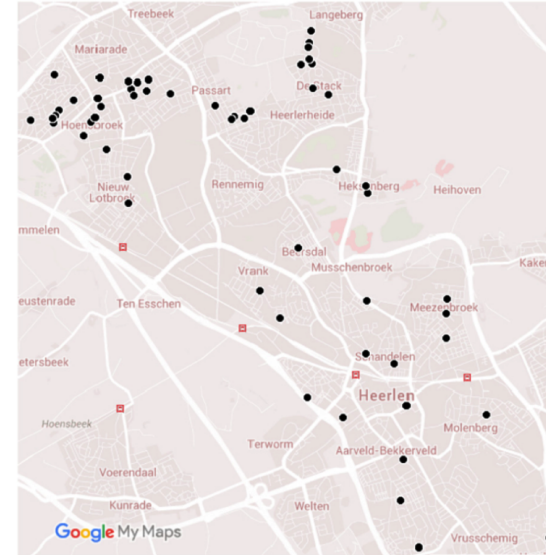 Treebeek
Langeberg
Mariarade
Passart
De Stack
Heerlerheide
Hoensbroek
Rennemig
Heksenberg
Heihoven
Nieuw
Lotbroek
mmelen
Beersdal
Musschenbroek
Kaker
Vrank
eustenrade
Ten Esschen
Meezenbroek
etersbeek
Schandelen
Heerlen
Hoensbeek
Molenberg
Terworm
Aarveld-Bekkerveld
Voerendaal
Kunrade
Welten
Google My Maps
Vrusschemig